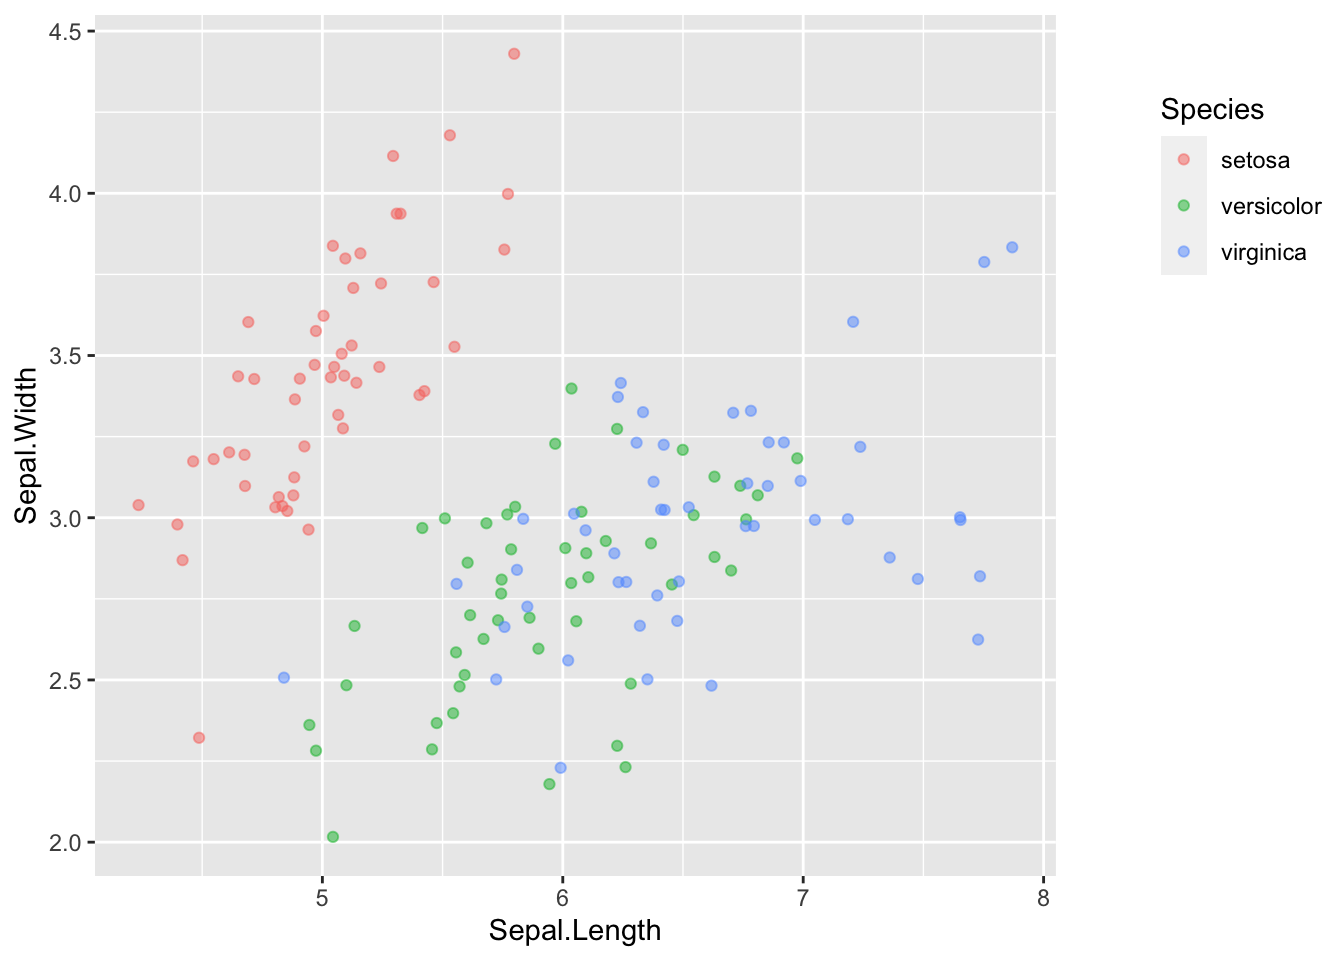 4.5
4.0
3.5
3.0
2.5
2.0
Sepal.Width
5 6 7 8
Sepal.Length
Species
setosa
versicolor
virginica